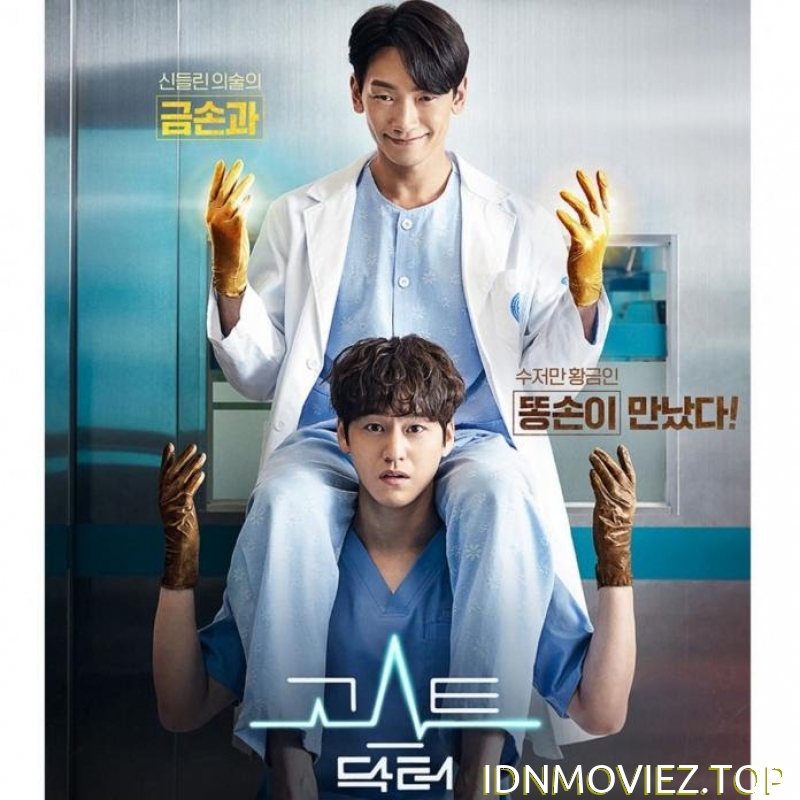 신들린 의술의
금손과
수저만 황금인
똥손이 만났다!
고스트
닥터
IDNMOVIEZ.TOP